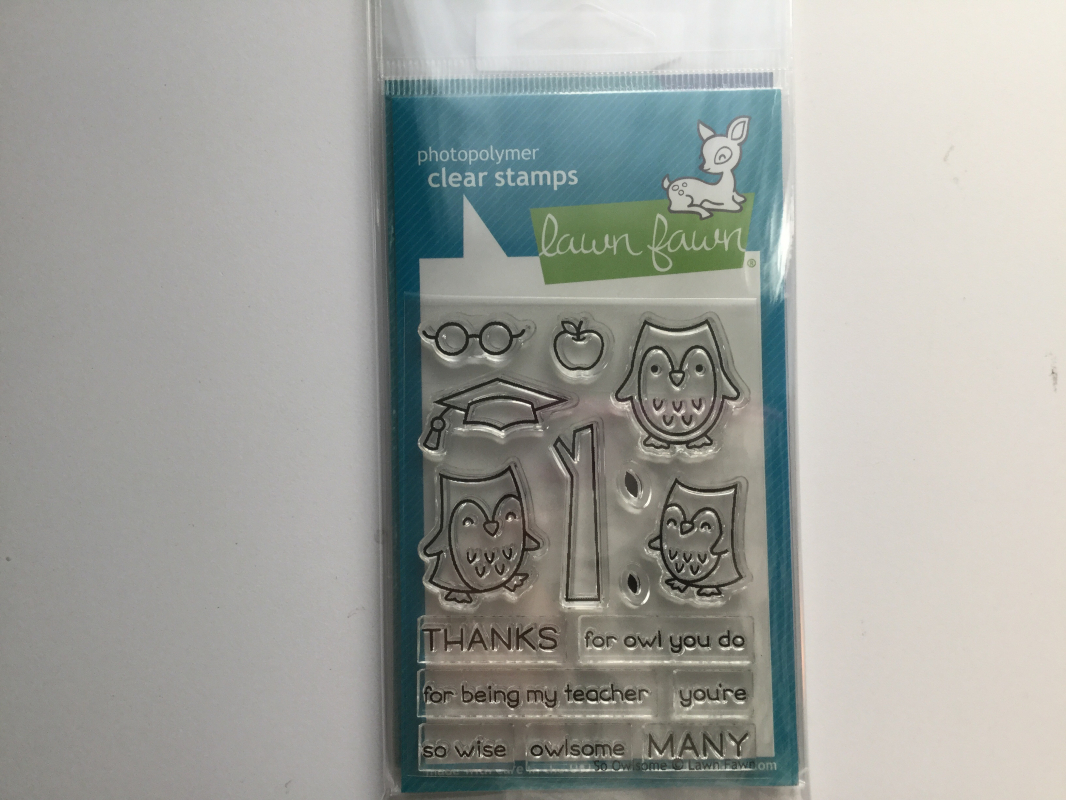 photopolymer
clear stamps
lawn fawn
®
THANKS for owl you do
for being my teacher you're
so wise owlsome MANY
So Owlsome © Lawn Fawn